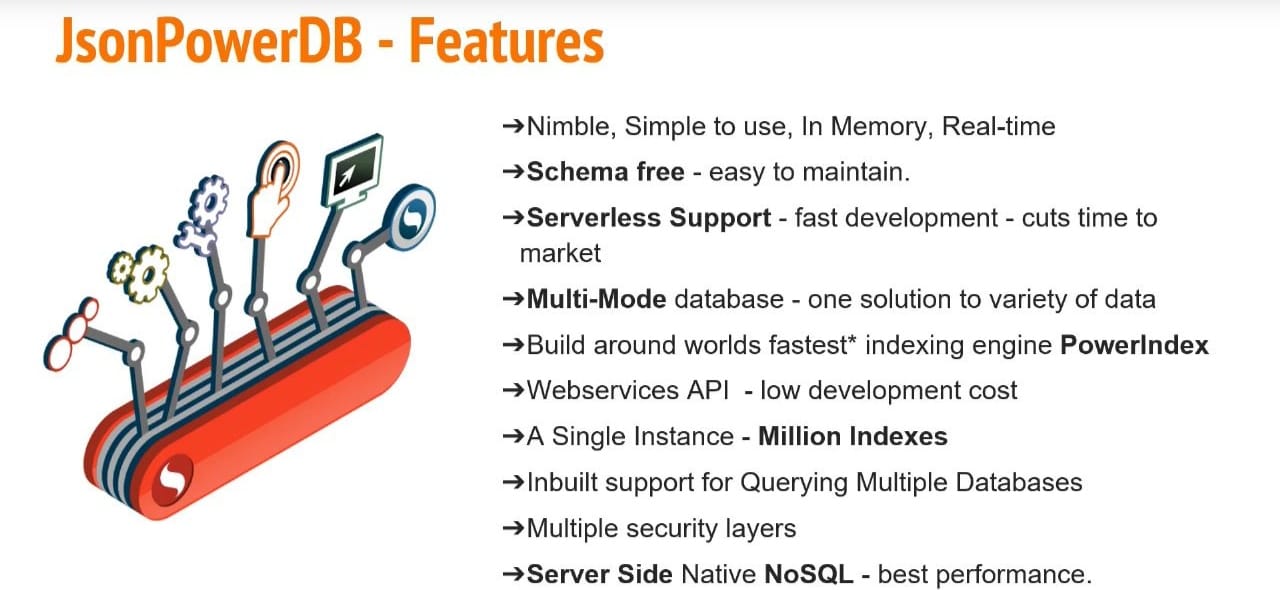 JsonPowerDB - Features
➔Nimble, Simple to use, In Memory, Real-time
➔Schema free - easy to maintain.
➔Serverless Support - fast development - cuts time to
market
➔Multi-Mode database - one solution to variety of data
➔Build around worlds fastest* indexing engine PowerIndex
➔Webservices API  - low development cost
➔A Single Instance - Million Indexes
➔Inbuilt support for Querying Multiple Databases
➔Multiple security layers
➔Server Side Native NoSQL - best performance.